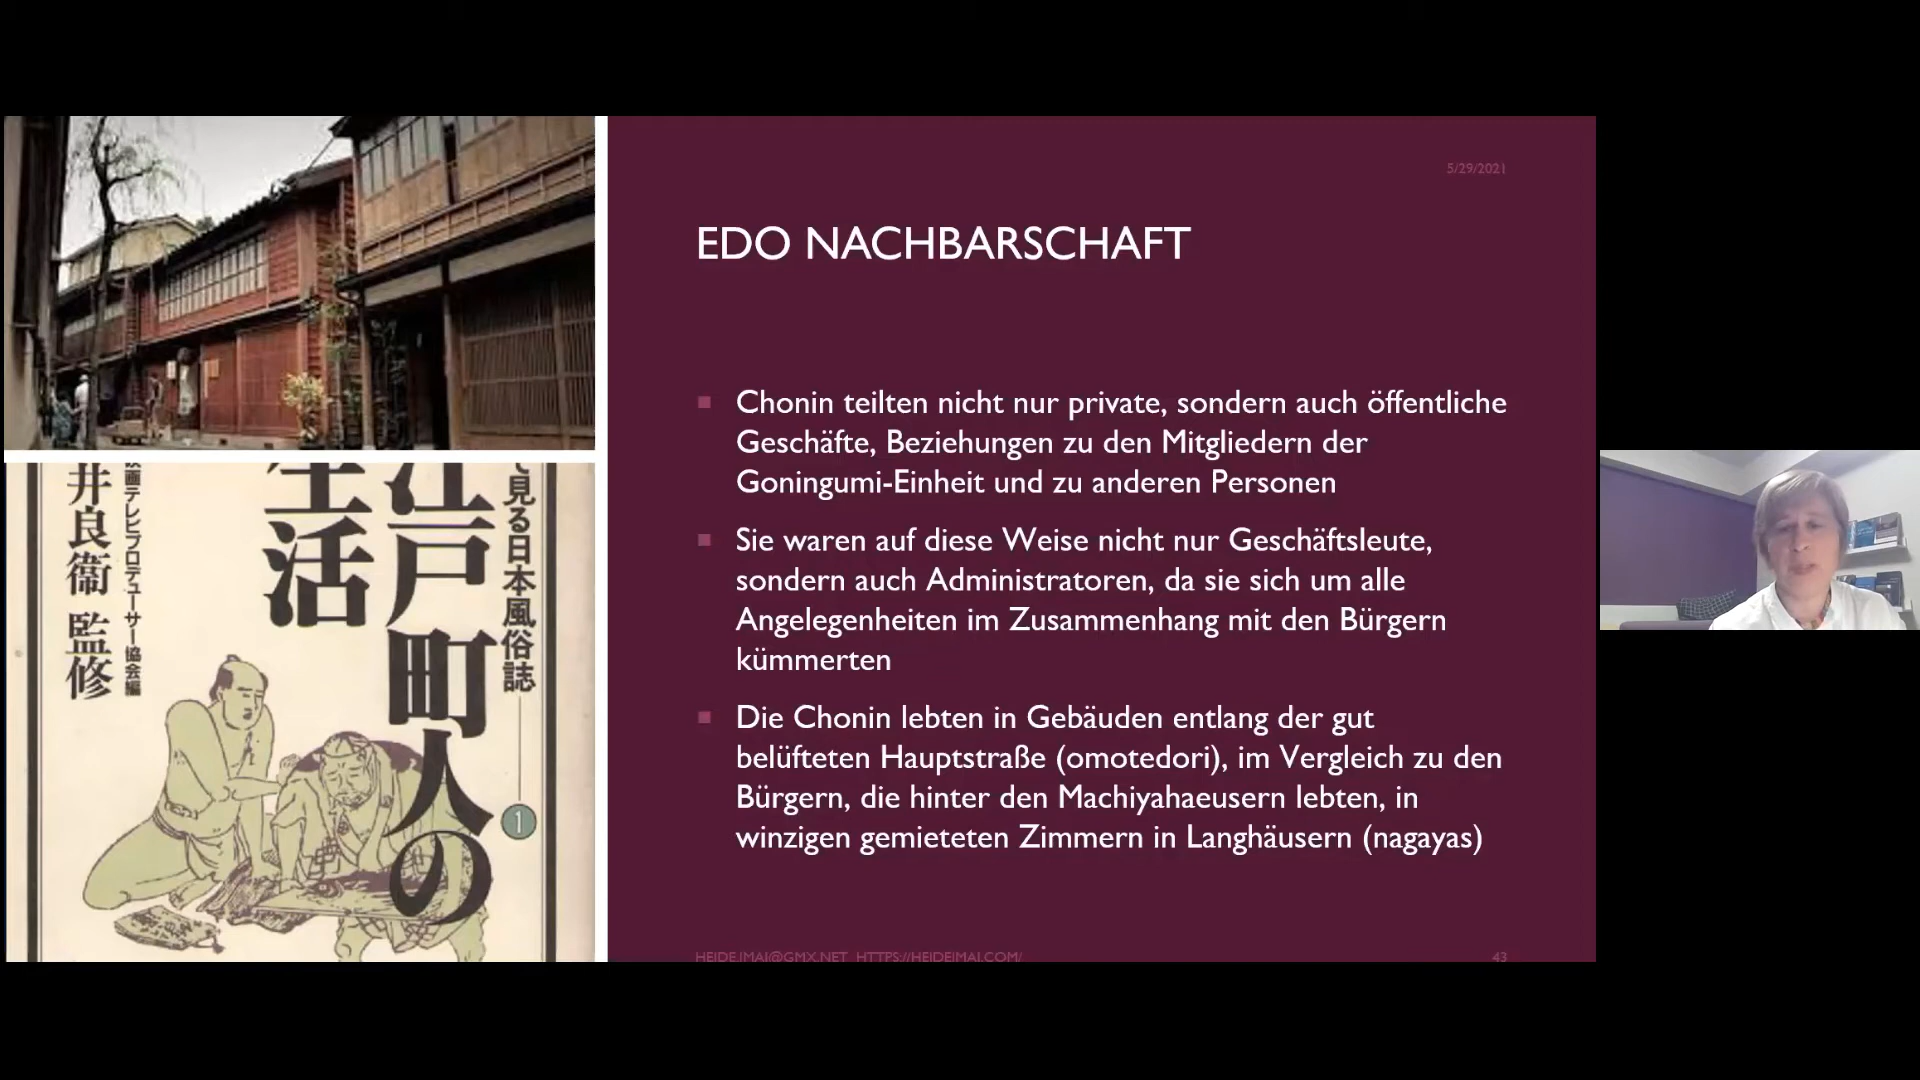 5/29/2021
EDO NACHBARSCHAFT
Chonin teilten nicht nur private, sondern auch öffentliche
Geschäfte, Beziehungen zu den Mitgliedern der
Goningumi-Einheit und zu anderen Personen
Sie waren auf diese Weise nicht nur Geschäftsleute,
sondern auch Administratoren, da sie sich um alle
Angelegenheiten im Zusammenhang mit den Bürgern
kümmerten
Die Chonin lebten in Gebäuden entlang der gut
belüfteten Hauptstraße (omotedori), im Vergleich zu den
Bürgern, die hinter den Machiyahaeusern lebten, in
winzigen gemieteten Zimmern in Langhäusern (nagayas)
HEIDE.IMAI@GMX.NET HTTPS://HEIDEIMAI.COM/
43
見る日本風俗誌
1
江戸町人の
生活
画テレビプロデューサー協会編
井良衞 監修